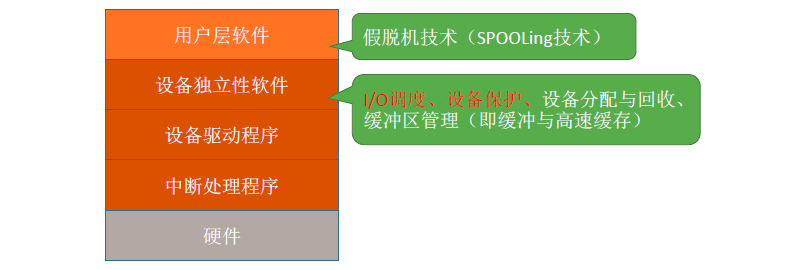 用户层软件
假脱机技术（SPOOLing技术）
设备独立性软件
I/O调度、设备保护、设备分配与回收、
缓冲区管理（即缓冲与高速缓存）
设备驱动程序
中断处理程序
硬件